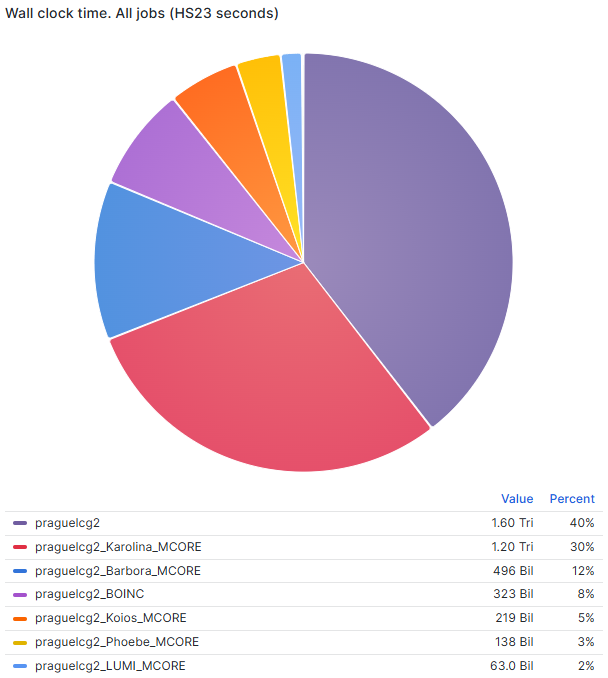 Wall clock time. All jobs (HS23 seconds)
Value Percent
praguelcg2 1.60 Tri 40%
praguelcg2_Karolina_MCORE 1.20 Tri 30%
praguelcg2_Barbora_MCORE 496 Bil 12%
praguelcg2_BOINC 323 Bil 8%
praguelcg2_Koios_MCORE 219 Bil 5%
praguelcg2_Phoebe_MCORE 138 Bil 3%
praguelcg2_LUMI_MCORE 63.0 Bil 2%